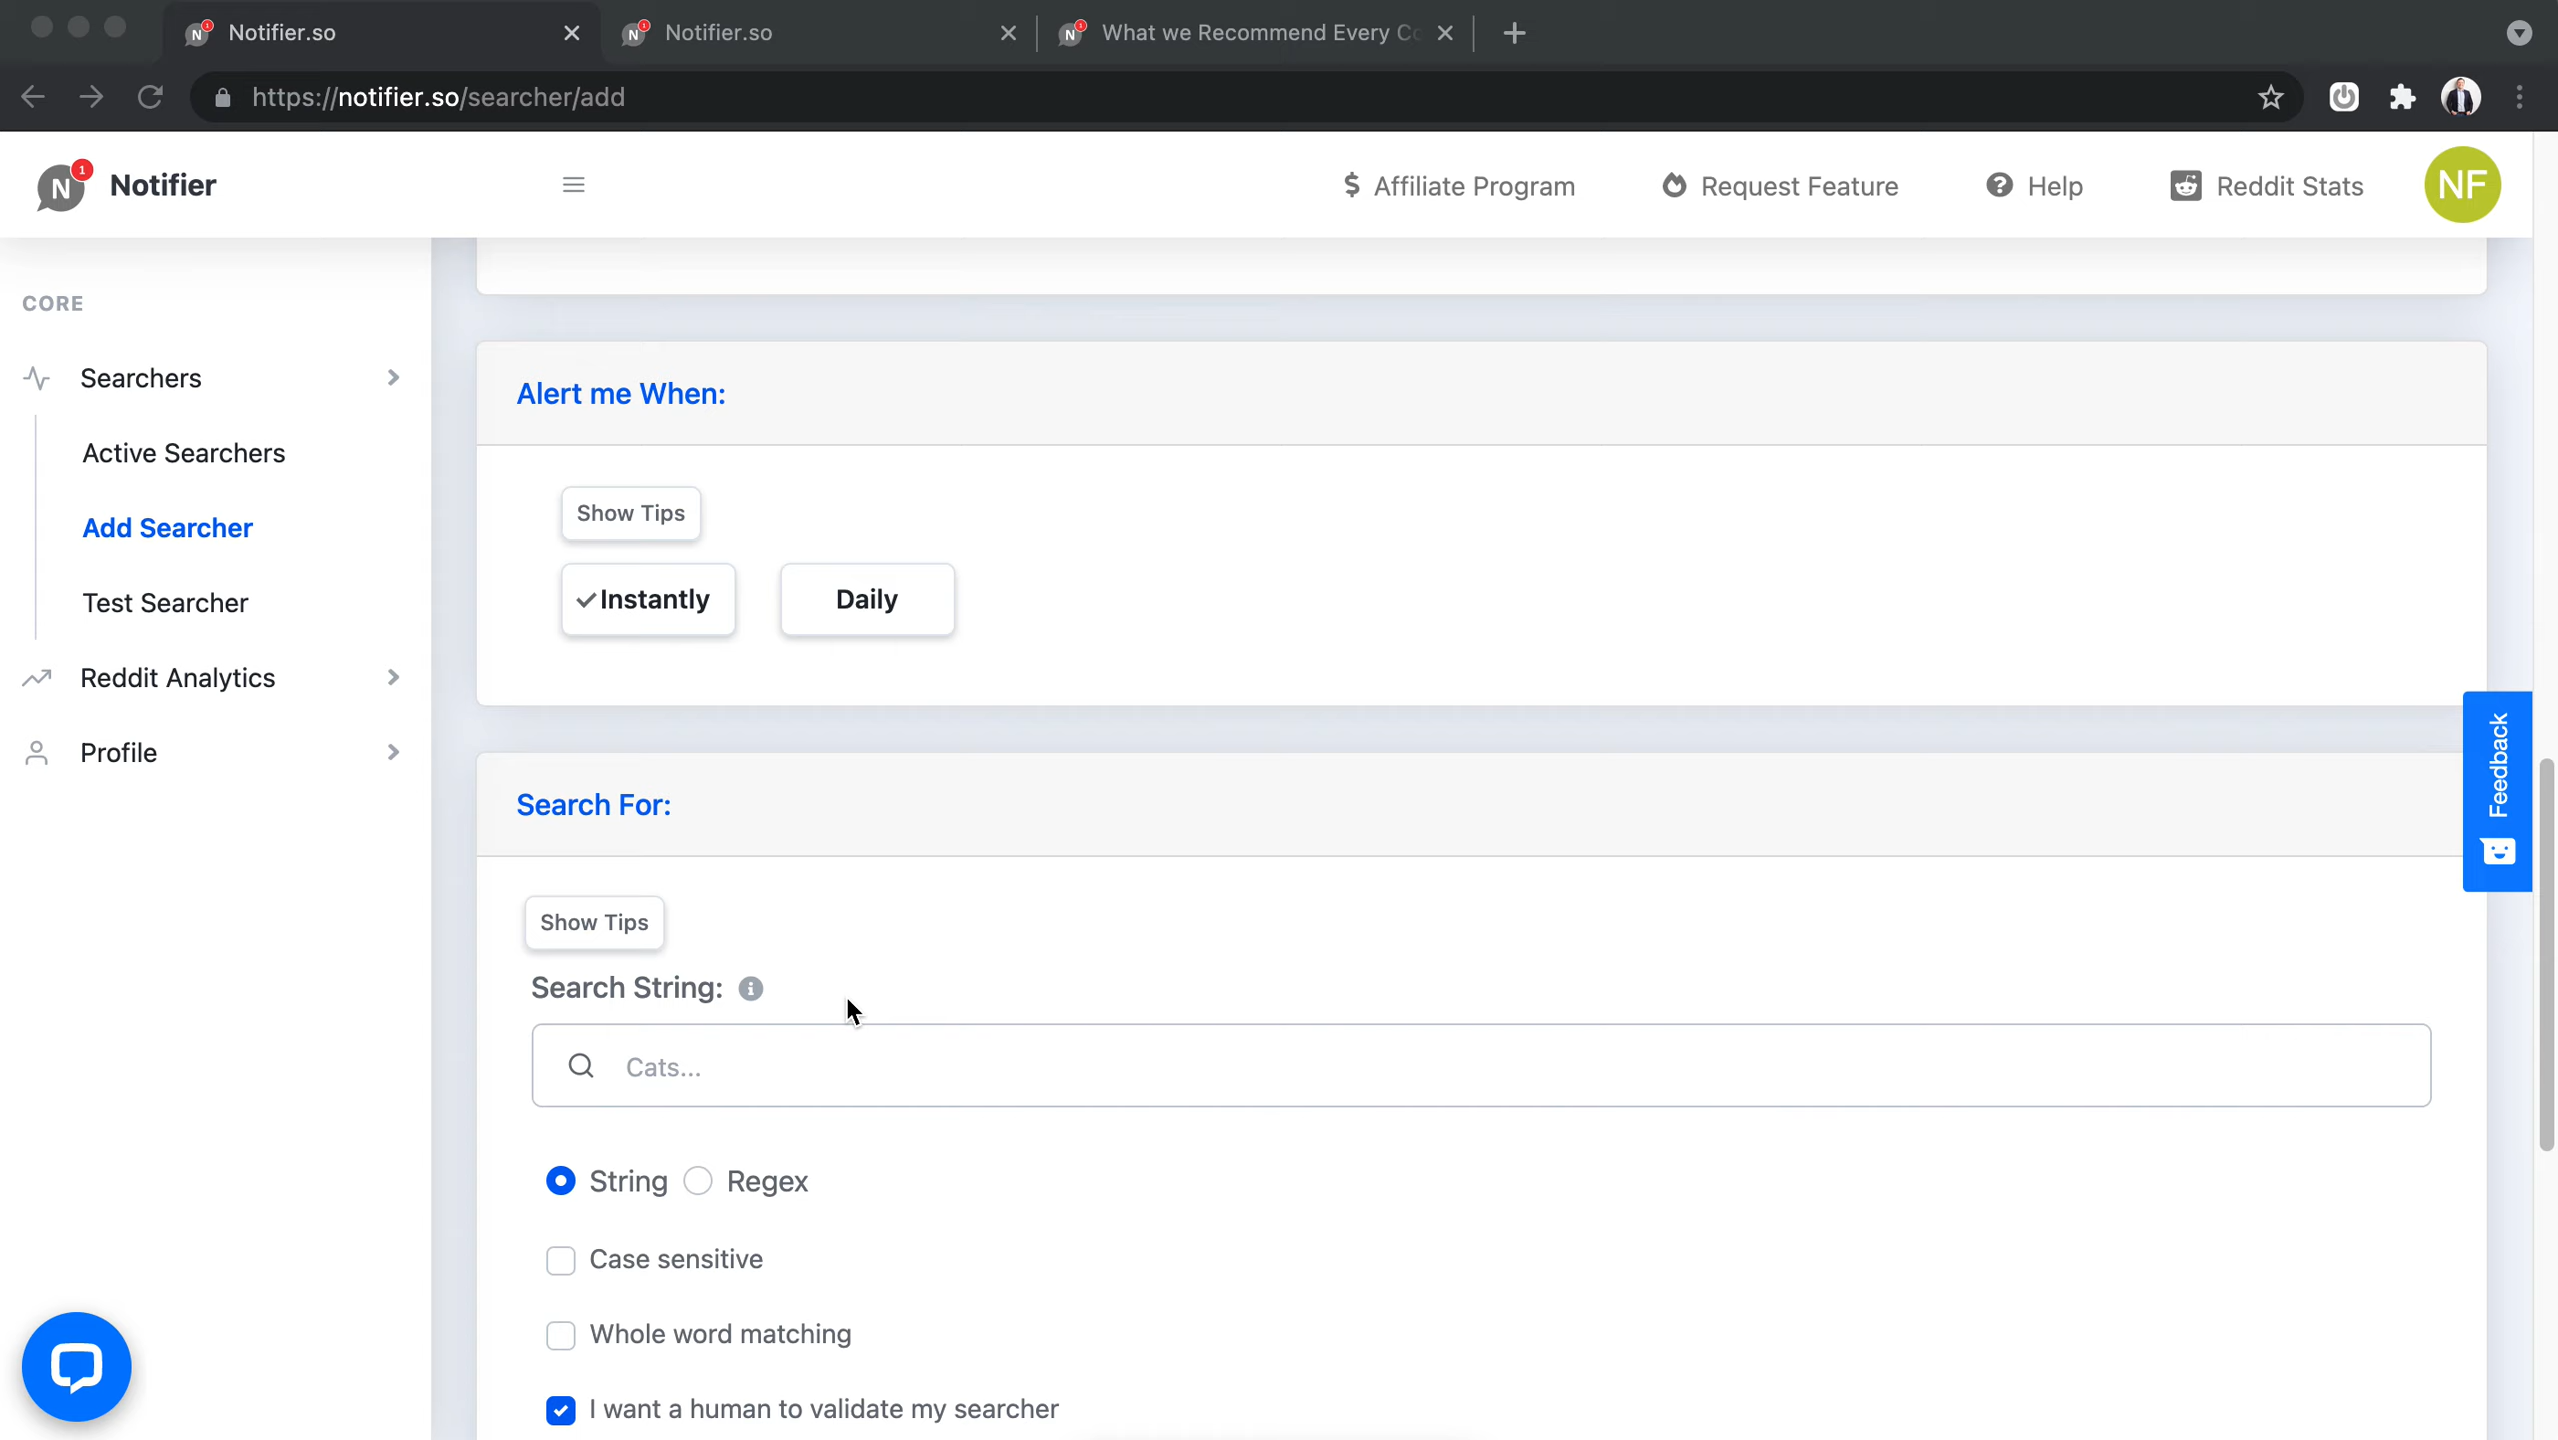 Notifier.so
Notifier.so
What we Recommend Every Co
https://notifier.so/searcher/add
N
1
Notifier
Affiliate Program
Request Feature
Help
Reddit Stats
NF
CORE
Searchers
Active Searchers
Add Searcher
Test Searcher
Reddit Analytics
Profile
Alert me When:
Show Tips
Instantly
Daily
Search For:
Show Tips
Search String:
Cats...
String
Regex
Case sensitive
Whole word matching
I want a human to validate my searcher
Feedback